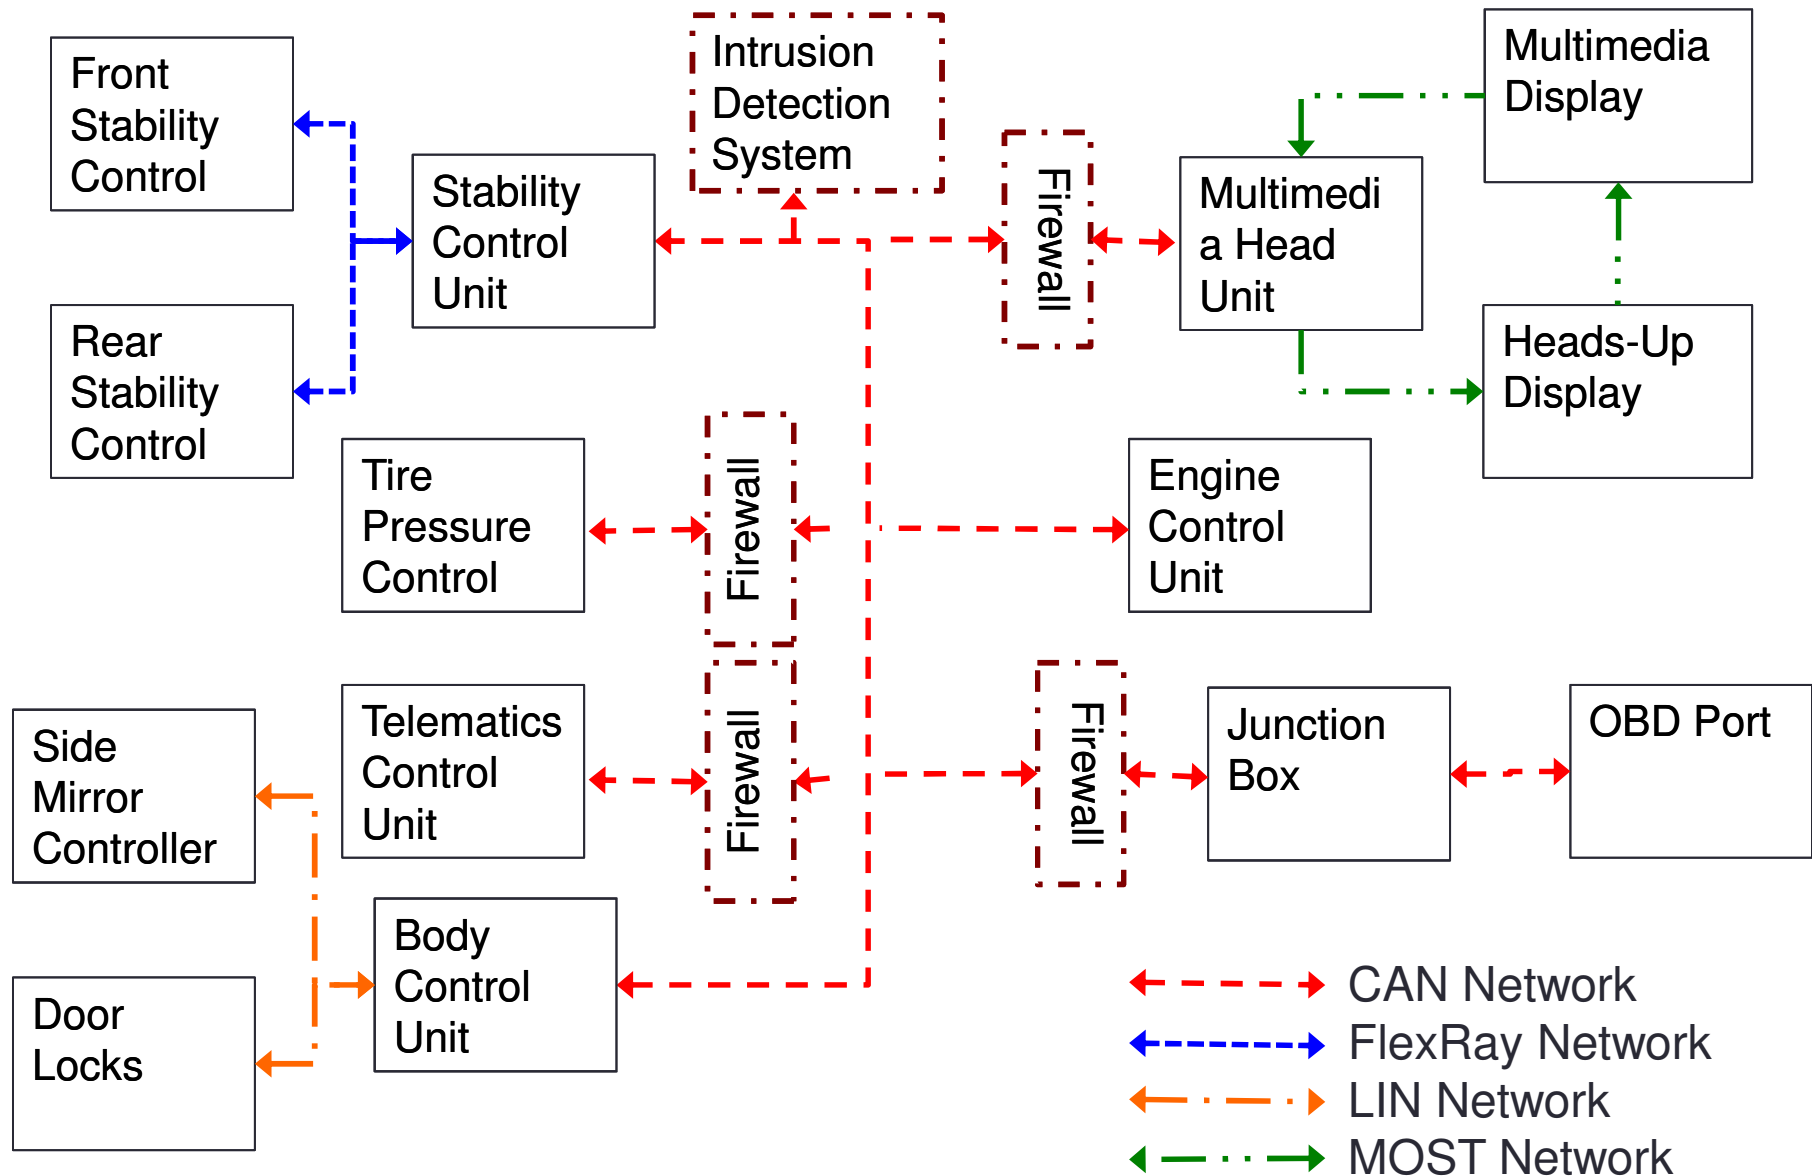 Front
Stability
Control
Stability
Control
Unit
Intrusion
Detection
System
Firewall
Multimedi
a Head
Unit
Multimedia
Display
Rear
Stability
Control
Heads-Up
Display
Tire
Pressure
Control
Firewall
Engine
Control
Unit
Side
Mirror
Controller
Telematics
Control
Unit
Firewall
Firewall
Junction
Box
OBD Port
Door
Locks
Body
Control
Unit
CAN Network
FlexRay Network
LIN Network
MOST Network